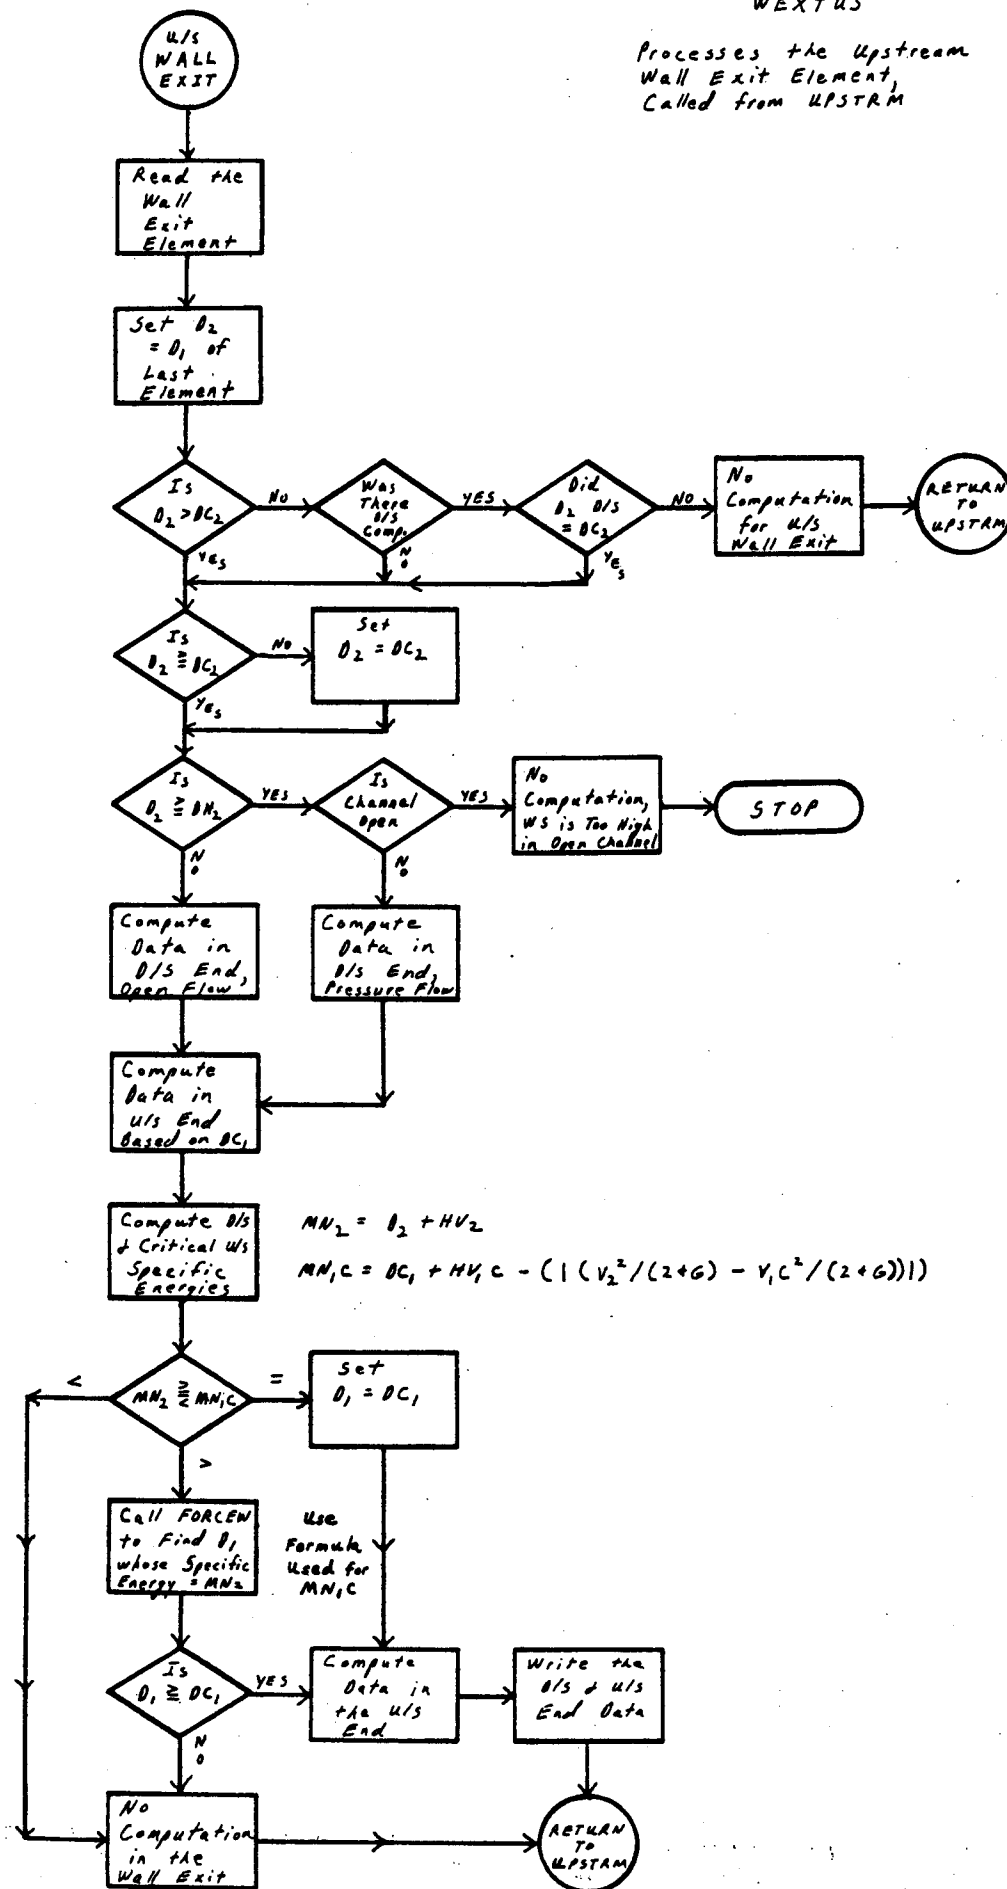 WEXTUS
Processes the Upstream
Wall Exit Element,
Called from UPSTRM
U/S
WALL
EXIT
Read the
Wall
Exit
Element
Set D₂
= D₁ of
Last
Element
Is
D₂ > DC₂
NO
YES
Was
There
D/S
Comp.
YES
NO
Did
D₂ D/S
= DC₂
NO
YES
No
Computation
for U/S
Wall Exit
RETURN
TO
UPSTRM
Is
D₂ ≧ DC₂
NO
YES
Set
D₂ = DC₂
Is
D₂ ≧ DN₂
YES
NO
Is
Channel
Open
YES
NO
No
Computation,
WS is Too High
in Open Channel
STOP
Compute
Data in
D/S End,
Open Flow
Compute
Data in
D/S End,
Pressure Flow
Compute
Data in
U/S End
Based on DC₁
Compute D/S
& Critical U/S
Specific
Energies
MN₂ = D₂ + HV₂
MN₁C = DC₁ + HV₁C - (|(V₂²/(2*G) - V₁C²/(2*G))|)
MN₂ ⪌ MN₁C
<
=
>
Set
D₁ = DC₁
Call FORCEW
to Find D₁
whose Specific
Energy = MN₂
Use
Formula
Used for
MN₁C
Is
D₁ ≧ DC₁
YES
NO
Compute
Data in
the U/S
End
Write the
D/S & U/S
End Data
No
Computation
in the
Wall Exit
RETURN
TO
UPSTRM